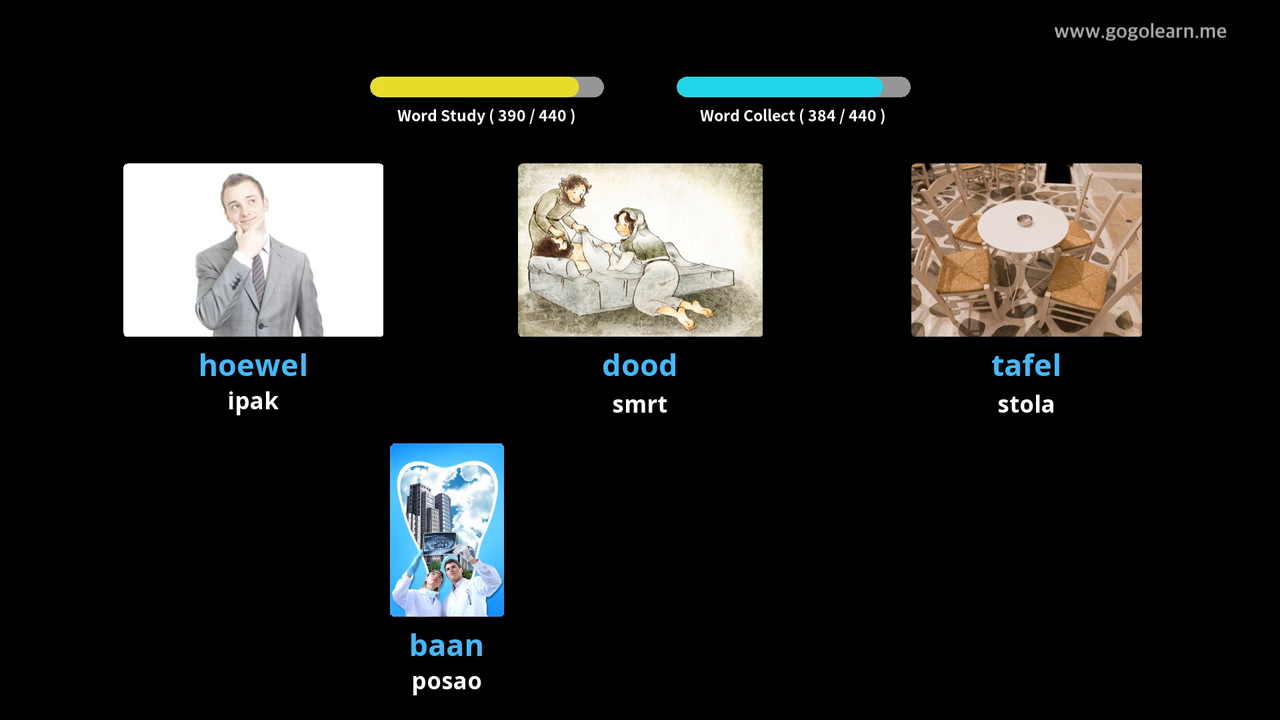 www.gogolearn.me
Word Study ( 390 / 440 )
Word Collect ( 384 / 440 )
hoewel
ipak
dood
smrt
tafel
stola
baan
posao